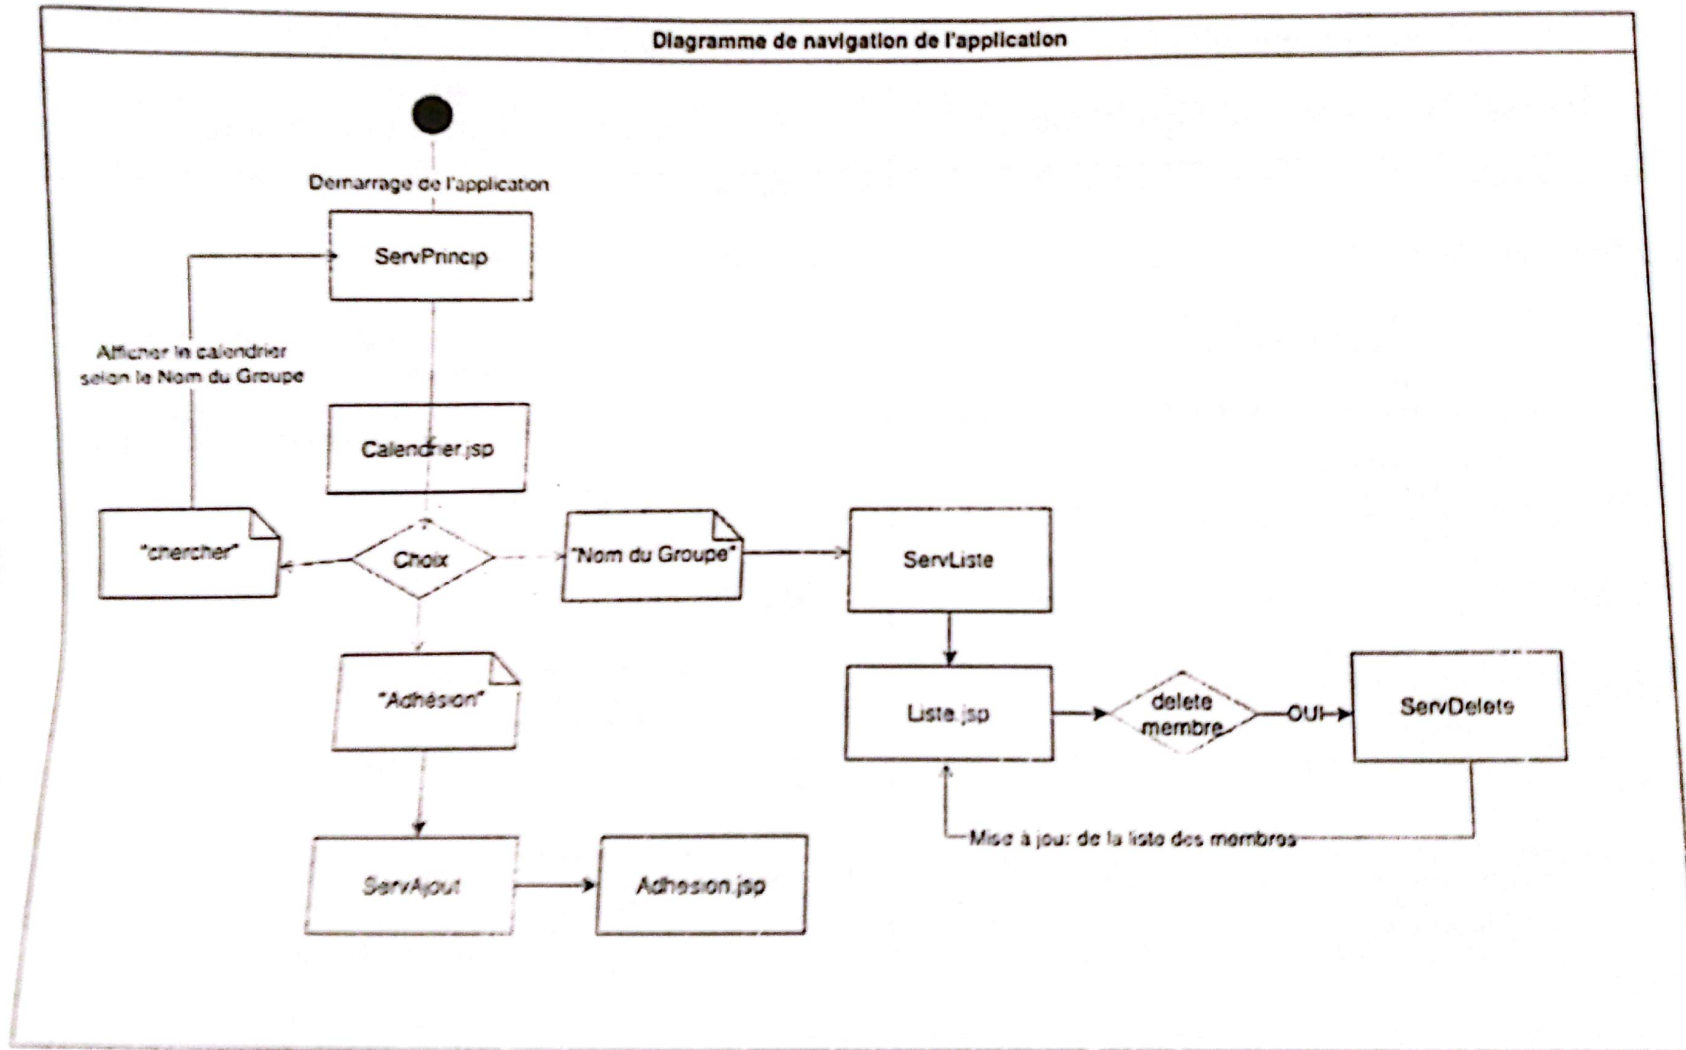 Diagramme de navigation de l'application
Demarrage de l'application
ServPrincip
Afficher le calendrier
selon le Nom du Groupe
Calendrier.jsp
"chercher"
Choix
"Nom du Groupe"
ServListe
"Adhésion"
Liste.jsp
delete
membre
OUI
ServDelete
Mise à jour de la liste des membres
ServAjout
Adhesion.jsp